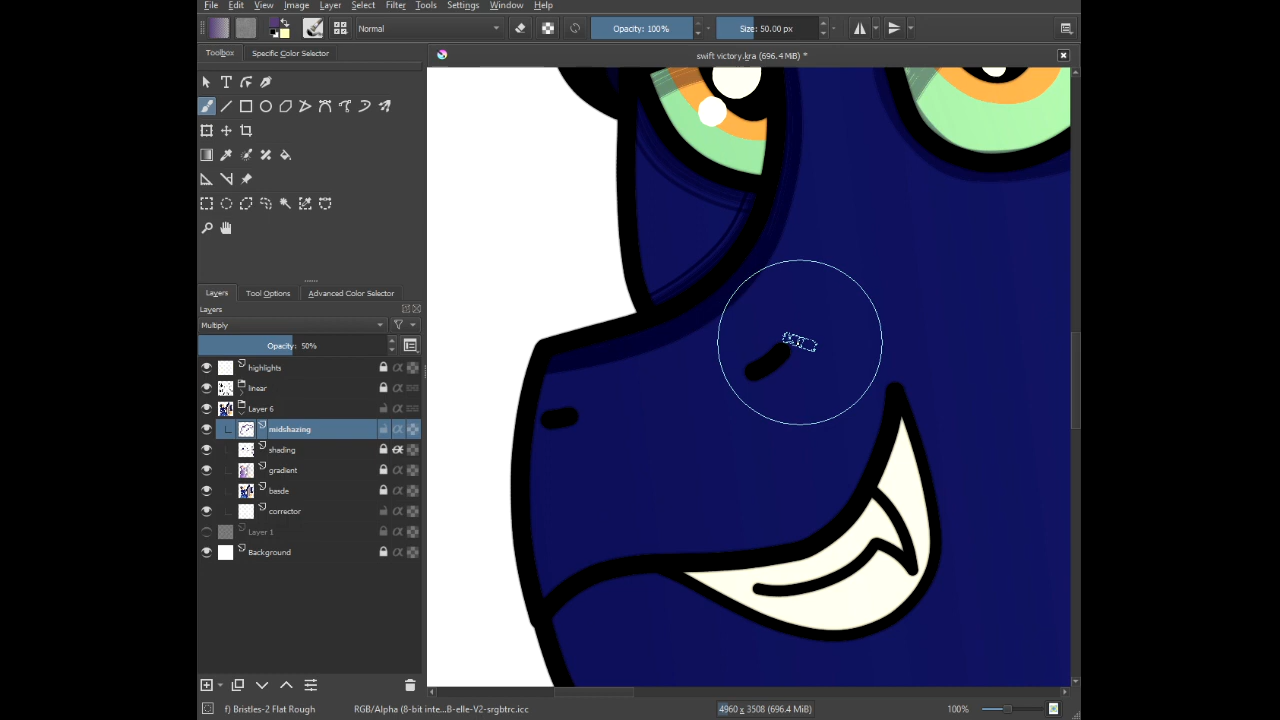 File Edit View Image Layer Select Filter Tools Settings Window Help
Normal Opacity: 100% Size: 50.00 px
Toolbox Specific Color Selector
swift victory.kra (696.4 MiB) *
Layers Tool Options Advanced Color Selector
Layers
Multiply
Opacity: 50%
highlights
linear
Layer 6
midshazing
shading
gradient
basde
corrector
Layer 1
Background
f) Bristles-2 Flat Rough RGB/Alpha (8-bit inte...B-elle-V2-srgbtrc.icc 4960 x 3508 (696.4 MiB) 100%